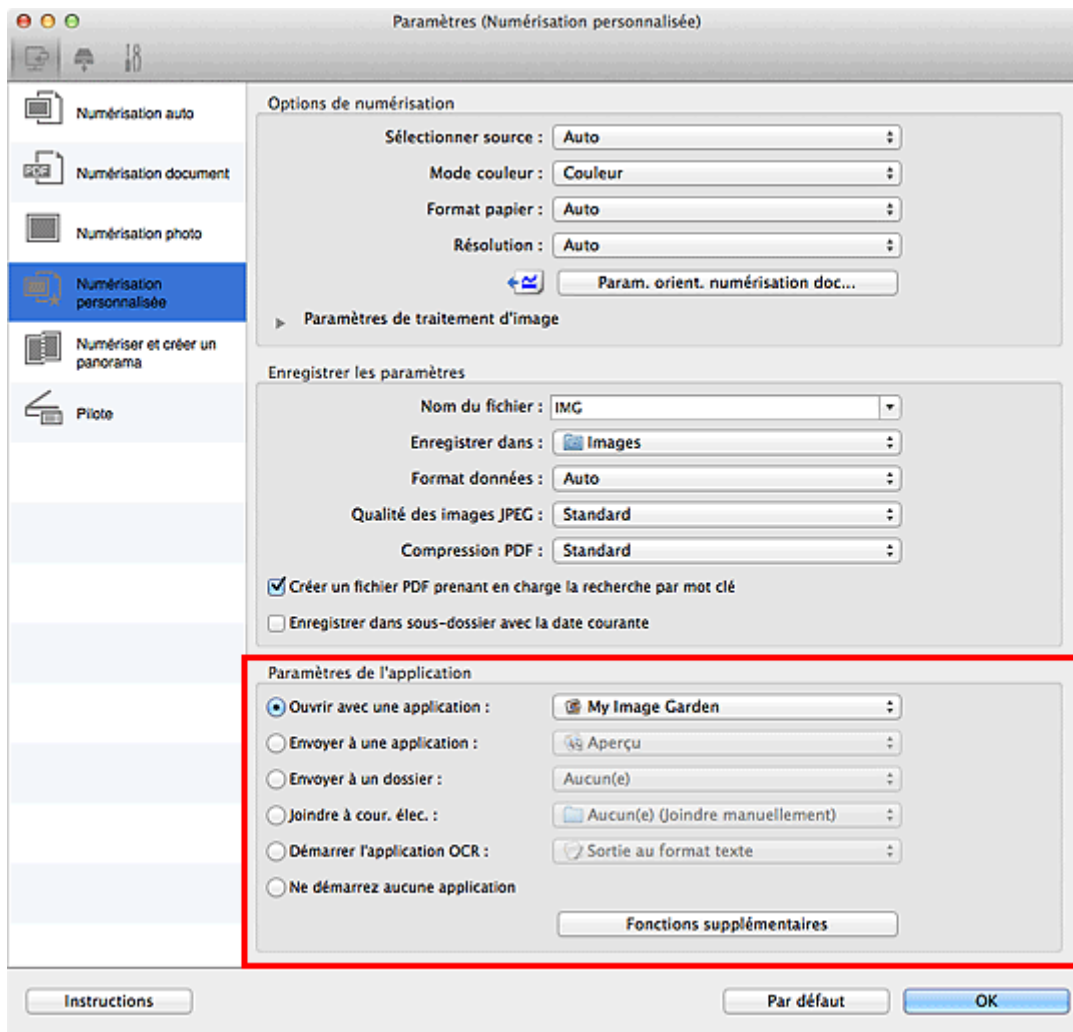 Paramètres (Numérisation personnalisée)
Numérisation auto
PDF
Numérisation document
Numérisation photo
Numérisation
personnalisée
Numériser et créer un
panorama
Pilote
Options de numérisation
Sélectionner source : Auto
Mode couleur : Couleur
Format papier : Auto
Résolution : Auto
Param. orient. numérisation doc...
Paramètres de traitement d'image
Enregistrer les paramètres
Nom du fichier : IMG
Enregistrer dans : Images
Format données : Auto
Qualité des images JPEG : Standard
Compression PDF : Standard
Créer un fichier PDF prenant en charge la recherche par mot clé
Enregistrer dans sous-dossier avec la date courante
Paramètres de l'application
Ouvrir avec une application : My Image Garden
Envoyer à une application : Aperçu
Envoyer à un dossier : Aucun(e)
Joindre à cour. élec. : Aucun(e) (Joindre manuellement)
Démarrer l'application OCR : Sortie au format texte
Ne démarrez aucune application
Fonctions supplémentaires
Instructions
Par défaut
OK